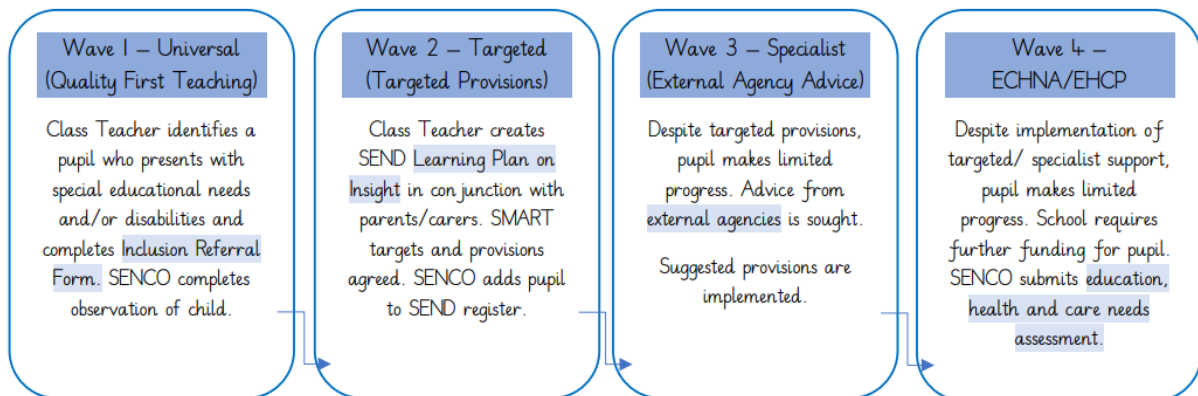 Wave 1 – Universal
(Quality First Teaching)
Class Teacher identifies a
pupil who presents with
special educational needs
and/or disabilities and
completes Inclusion Referral
Form. SENCO completes
observation of child.
Wave 2 – Targeted
(Targeted Provisions)
Class Teacher creates
SEND Learning Plan on
Insight in conjunction with
parents/carers. SMART
targets and provisions
agreed. SENCO adds pupil
to SEND register.
Wave 3 – Specialist
(External Agency Advice)
Despite targeted provisions,
pupil makes limited
progress. Advice from
external agencies is sought.
Suggested provisions are
implemented.
Wave 4 –
ECHNA/EHCP
Despite implementation of
targeted/ specialist support,
pupil makes limited
progress. School requires
further funding for pupil.
SENCO submits education,
health and care needs
assessment.